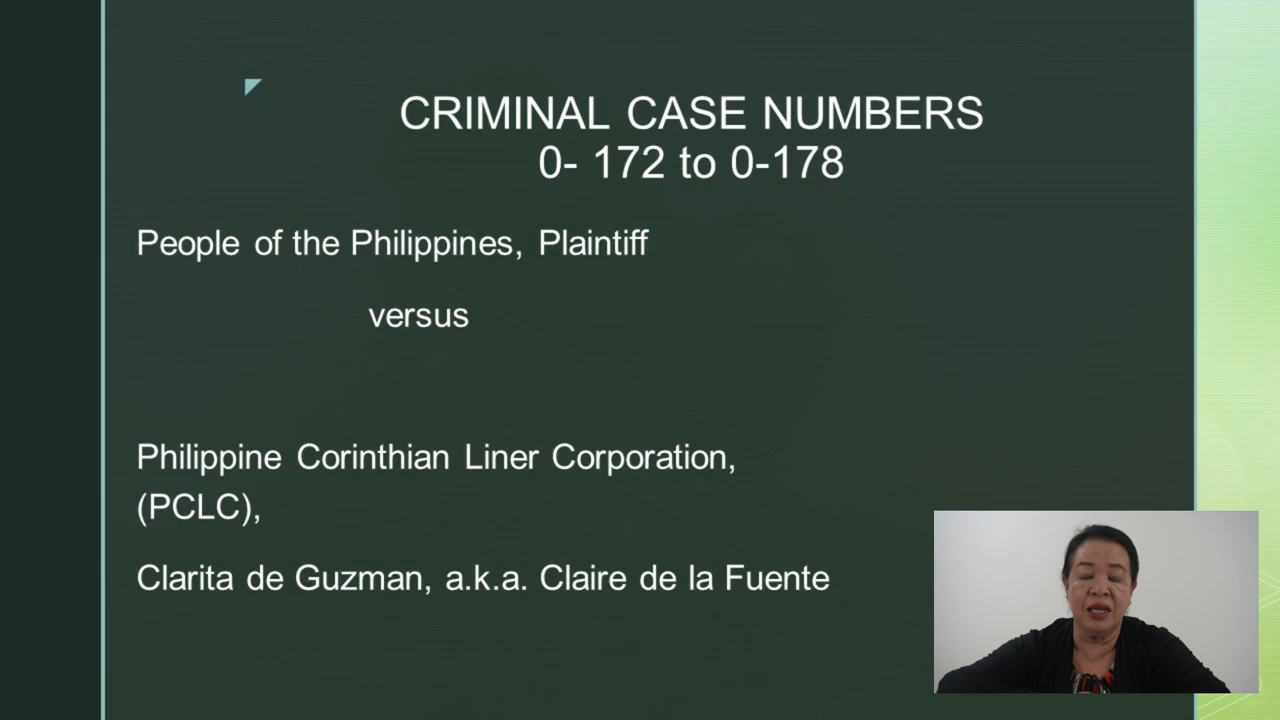 CRIMINAL CASE NUMBERS
0- 172 to 0-178
People of the Philippines, Plaintiff
versus
Philippine Corinthian Liner Corporation,
(PCLC),
Clarita de Guzman, a.k.a. Claire de la Fuente